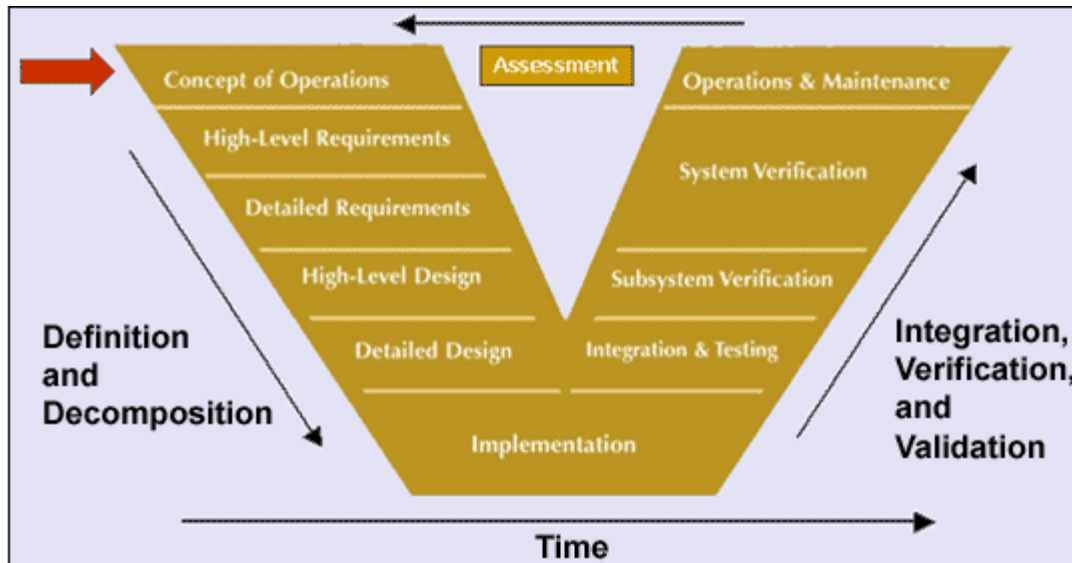 Assessment
Concept of Operations
Operations & Maintenance
High-Level Requirements
System Verification
Detailed Requirements
High-Level Design
Subsystem Verification
Definition
and
Decomposition
Detailed Design
Integration & Testing
Integration,
Verification,
and
Validation
Implementation
Time